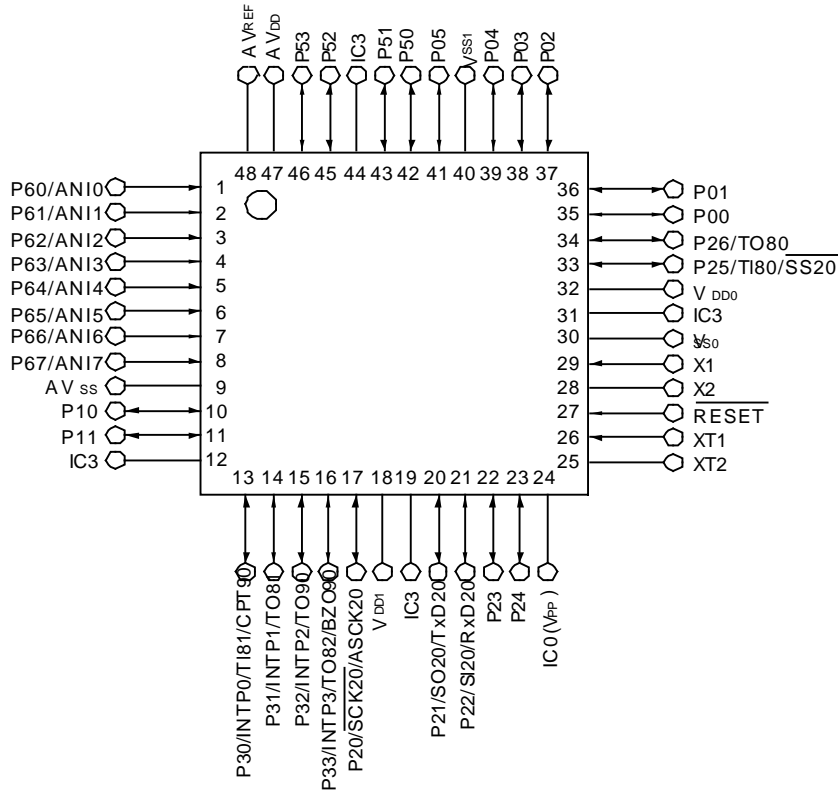 AVREF
AVDD
P53
P52
IC3
P51
P50
P05
VSS1
P04
P03
P02
48 47 46 45 44 43 42 41 40 39 38 37
P60/ANI0 1
P61/ANI1 2
P62/ANI2 3
P63/ANI3 4
P64/ANI4 5
P65/ANI5 6
P66/ANI6 7
P67/ANI7 8
AVSS 9
P10 10
P11 11
IC3 12
36 P01
35 P00
34 P26/TO80
33 P25/TI80/SS20
32 VDD0
31 IC3
30 VSS0
29 X1
28 X2
27 RESET
26 XT1
25 XT2
13 14 15 16 17 18 19 20 21 22 23 24
P30/INTP0/TI81/CPT90
P31/INTP1/TO81
P32/INTP2/TO90
P33/INTP3/TO82/BZO90
P20/SCK20/ASCK20
VDD1
IC3
P21/SO20/TxD20
P22/SI20/RxD20
P23
P24
IC0(VPP)